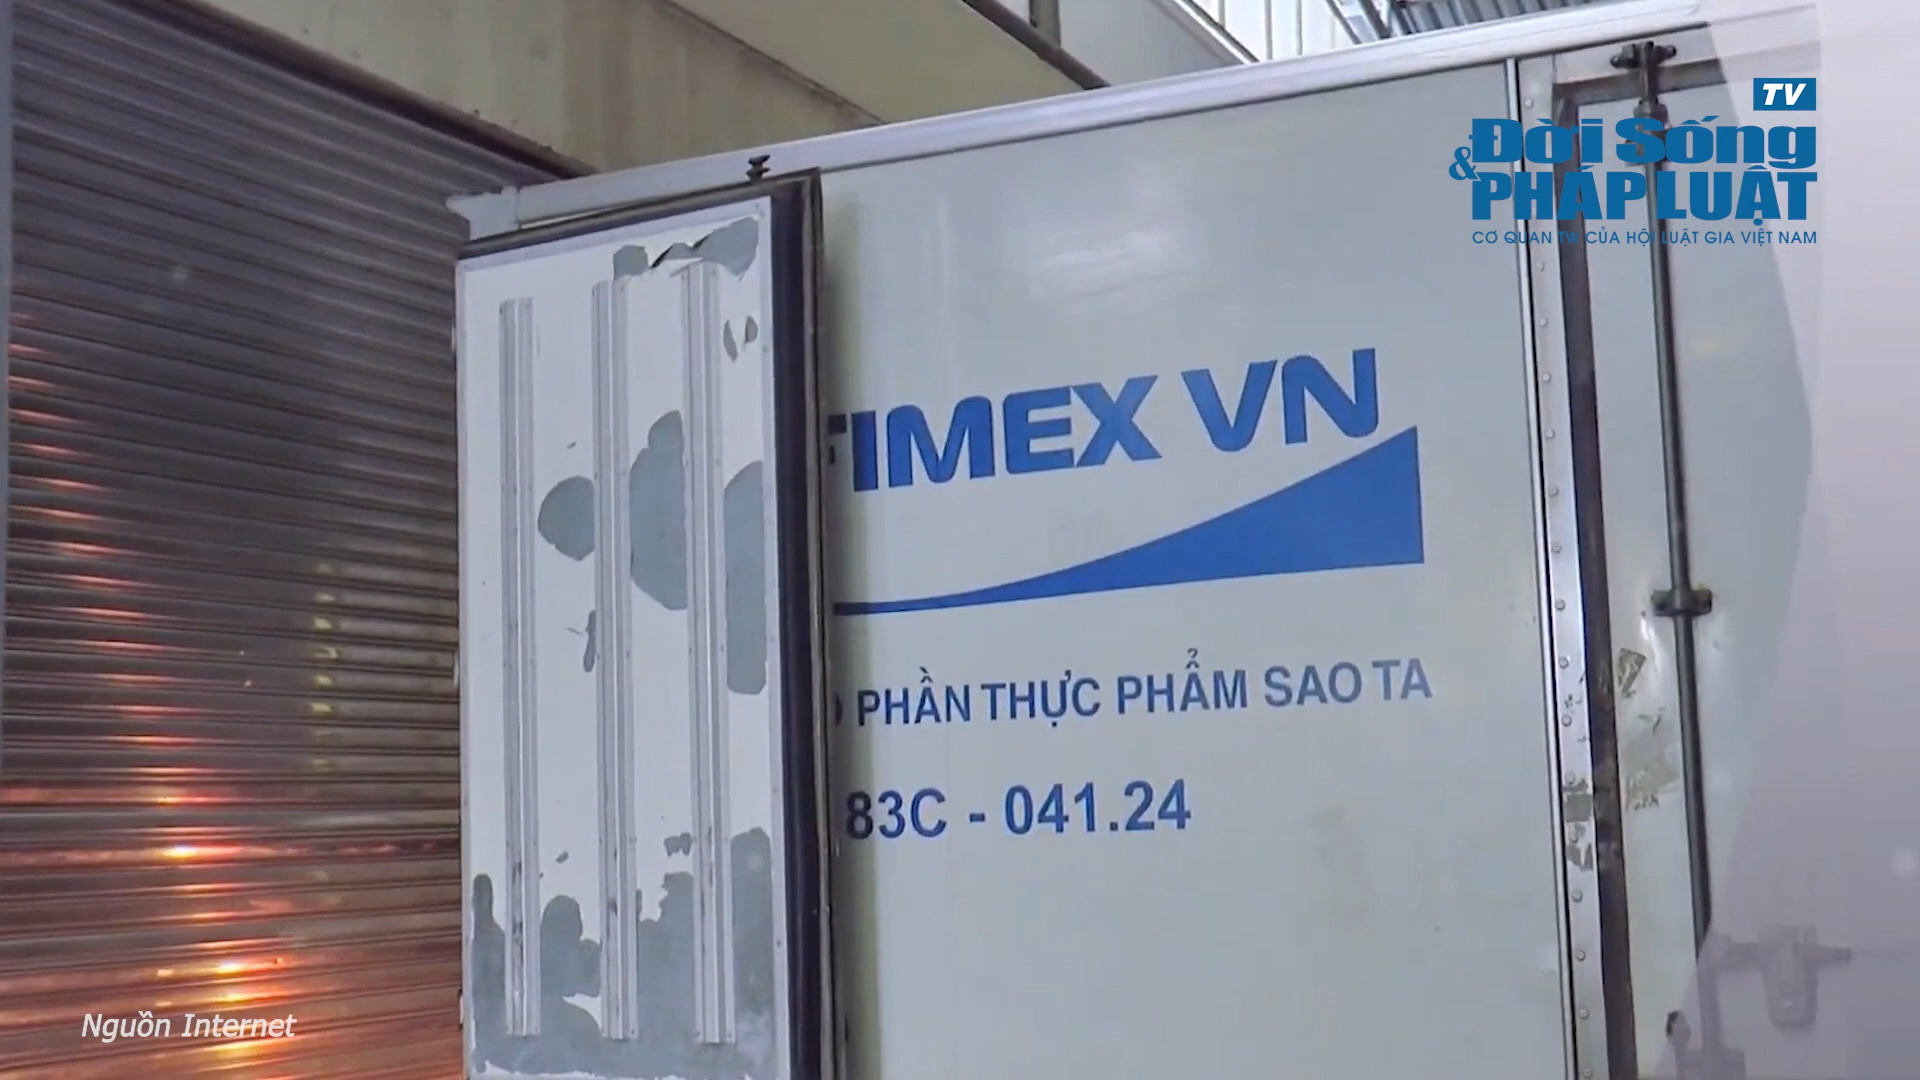 TV
Đời Sống
& PHÁP LUẬT
CƠ QUAN TW CỦA HỘI LUẬT GIA VIỆT NAM
TIMEX VN
PHẦN THỰC PHẨM SAO TA
83C - 041.24
Nguồn Internet